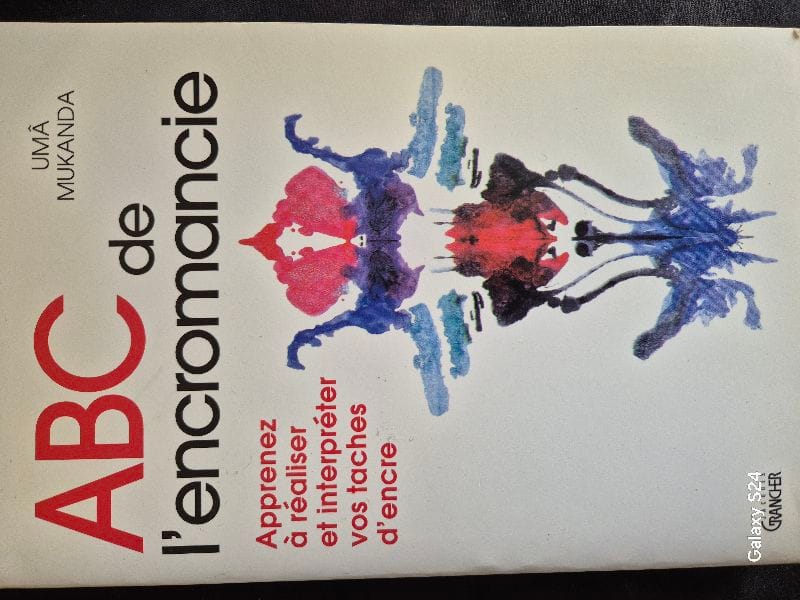 UMÂ
MUKANDA
ABC de
l'encromancie
Apprenez
à réaliser
et interpréter
vos taches
d'encre
GRANCHER
Galaxy S24